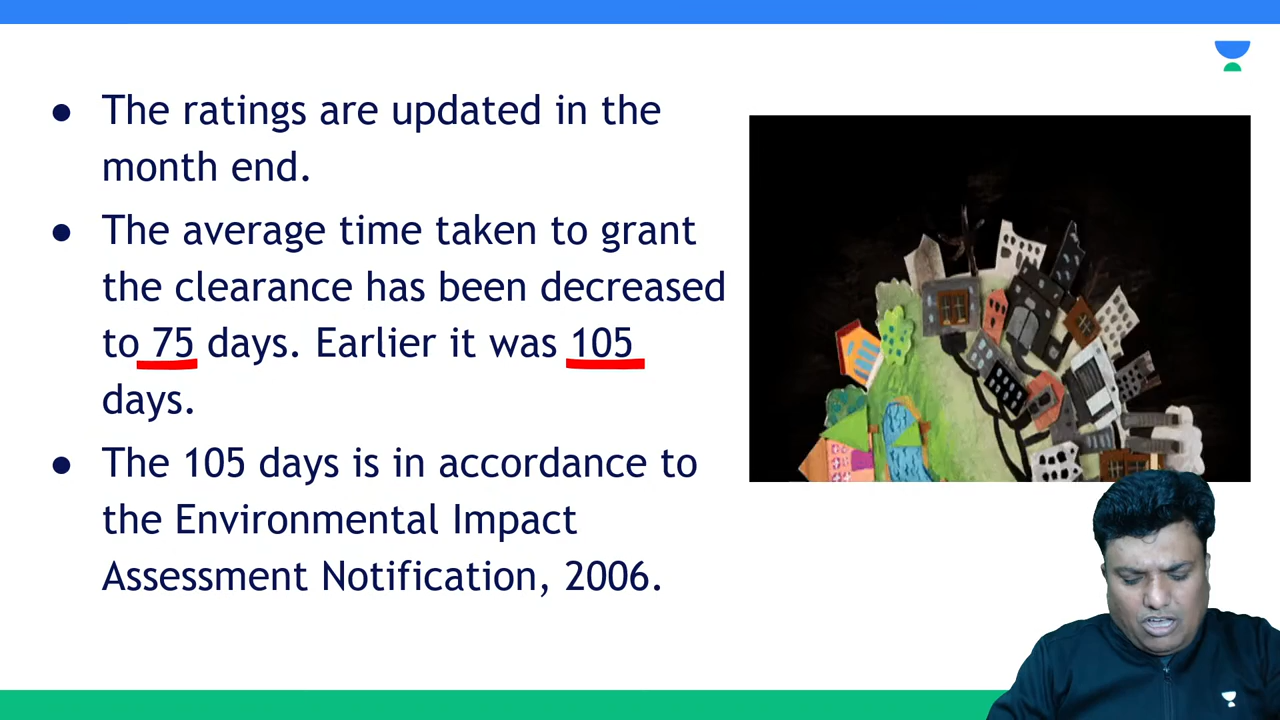 ● The ratings are updated in the
month end.
● The average time taken to grant
the clearance has been decreased
to 75 days. Earlier it was 105
days.
● The 105 days is in accordance to
the Environmental Impact
Assessment Notification, 2006.